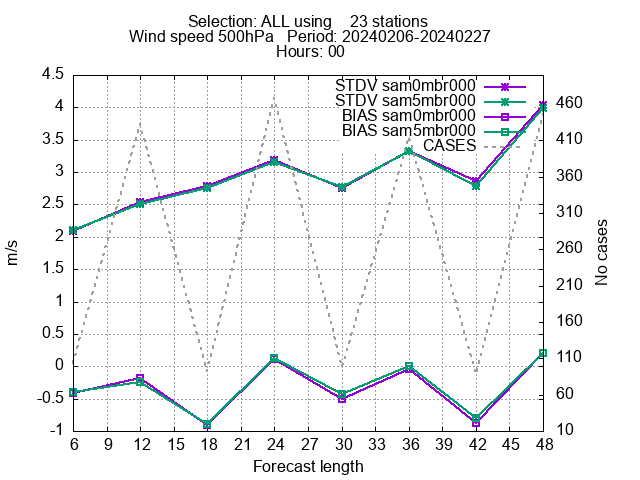 Selection: ALL using    23 stations
Wind speed 500hPa   Period: 20240206-20240227
Hours: 00
STDV sam0mbr000
STDV sam5mbr000
BIAS sam0mbr000
BIAS sam5mbr000
CASES
4.5
4
3.5
3
2.5
2
1.5
1
0.5
0
-0.5
-1
m/s
460
410
360
310
260
210
160
110
60
10
No cases
6 9 12 15 18 21 24 27 30 33 36 39 42 45 48
Forecast length